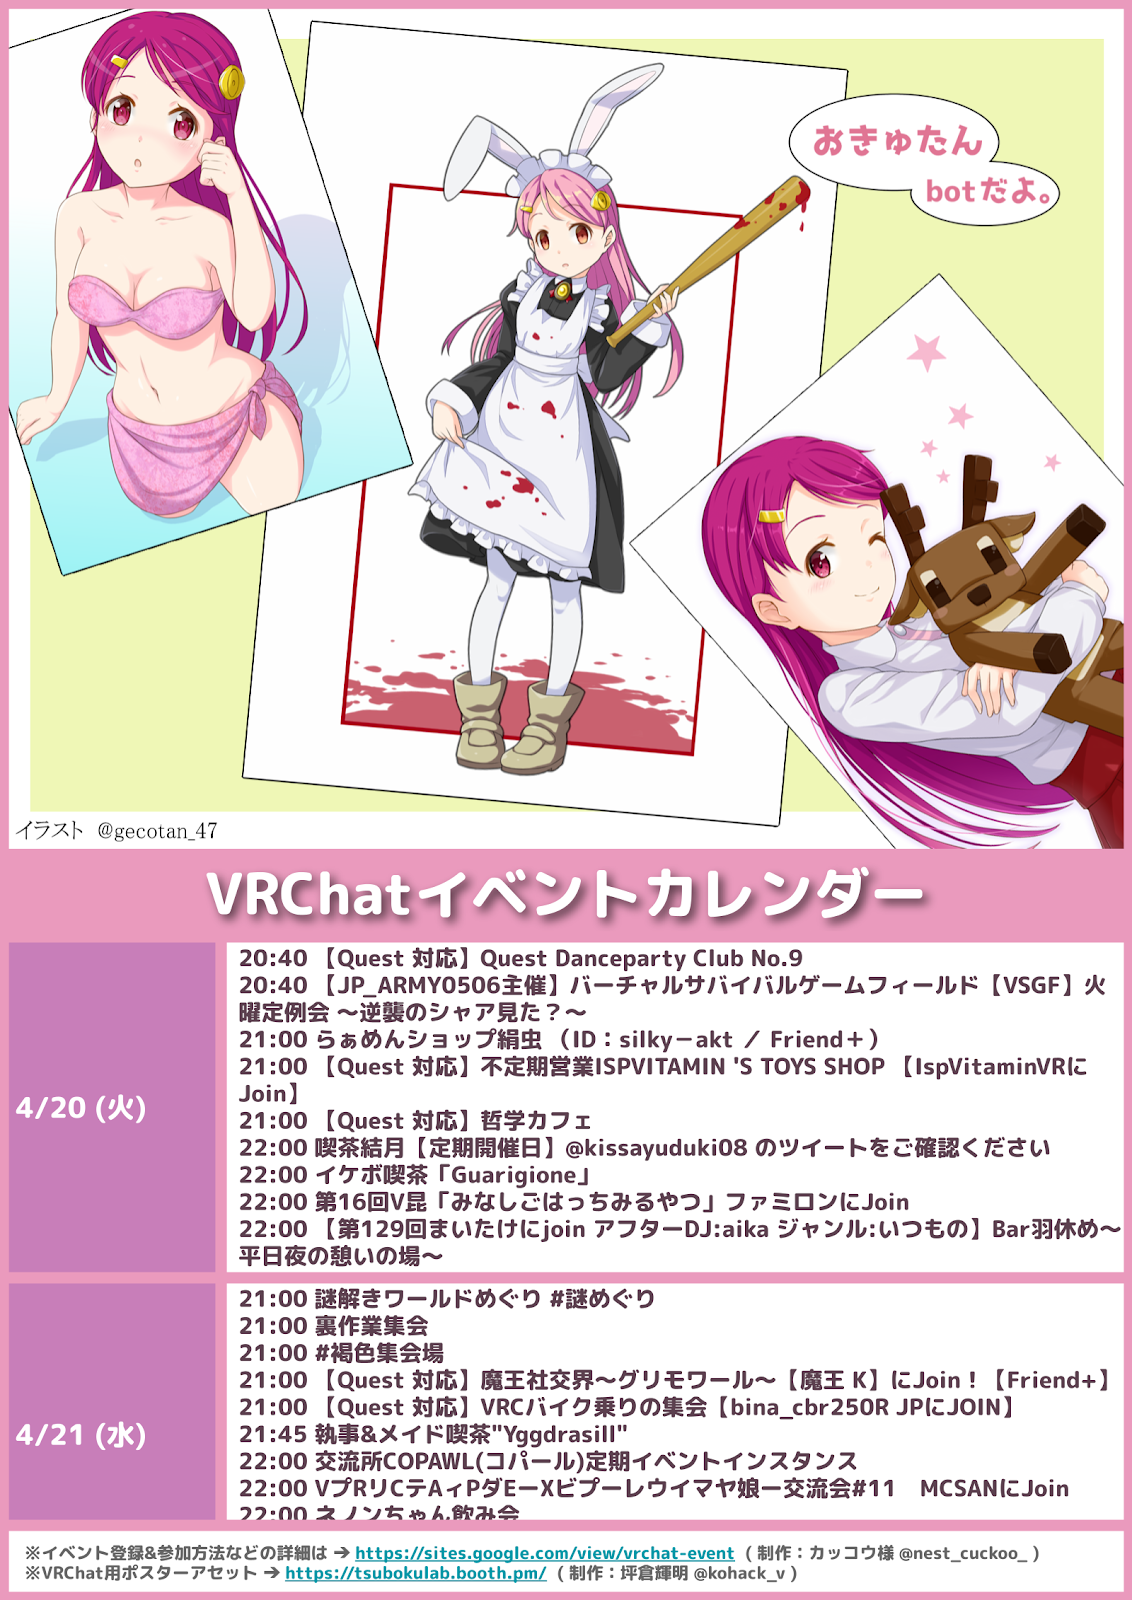 おきゅたん
botだよ。
イラスト @gecotan_47
VRChatイベントカレンダー
4/20 (火)
20:40 【Quest 対応】Quest Danceparty Club No.9
20:40 【JP_ARMY0506主催】バーチャルサバイバルゲームフィールド【VSGF】火
曜定例会 ～逆襲のシャア見た？～
21:00 らぁめんショップ絹虫 （ID：silky－akt ／ Friend＋）
21:00 【Quest 対応】不定期営業ISPVITAMIN 'S TOYS SHOP 【IspVitaminVRに
Join】
21:00 【Quest 対応】哲学カフェ
22:00 喫茶結月【定期開催日】@kissayuduki08 のツイートをご確認ください
22:00 イケボ喫茶「Guarigione」
22:00 第16回V昆「みなしごはっちみるやつ」ファミロンにJoin
22:00 【第129回まいたけにjoin アフターDJ:aika ジャンル:いつもの】Bar羽休め～
平日夜の憩いの場～
4/21 (水)
21:00 謎解きワールドめぐり #謎めぐり
21:00 裏作業集会
21:00 #褐色集会場
21:00 【Quest 対応】魔王社交界～グリモワール～【魔王 K】にJoin！【Friend+】
21:00 【Quest 対応】VRCバイク乗りの集会【bina_cbr250R JPにJOIN】
21:45 執事&メイド喫茶"Yggdrasill"
22:00 交流所COPAWL(コパール)定期イベントインスタンス
22:00 VプRリCテAィPダEーXビプーレウイマヤ娘ー交流会#11　MCSANにJoin
22:00 ネノンちゃん飲み会
※イベント登録&参加方法などの詳細は ➔ https://sites.google.com/view/vrchat-event （ 制作：カッコウ様 @nest_cuckoo_ ）
※VRChat用ポスターアセット ➔ https://tsubokulab.booth.pm/ （ 制作：坪倉輝明 @kohack_v ）